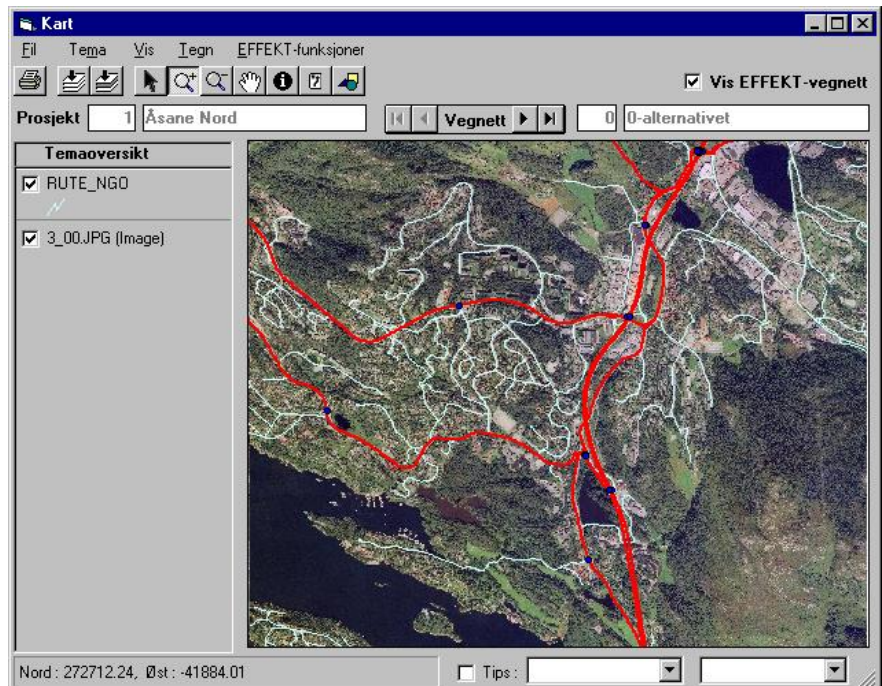 Kart
Fil Tema Vis Tegn EFFEKT-funksjoner
Vis EFFEKT-vegnett
Prosjekt 1 Åsane Nord Vegnett 0 0-alternativet
Temaoversikt
RUTE_NGO
3_00.JPG (Image)
Nord : 272712.24, Øst : -41884.01 Tips :